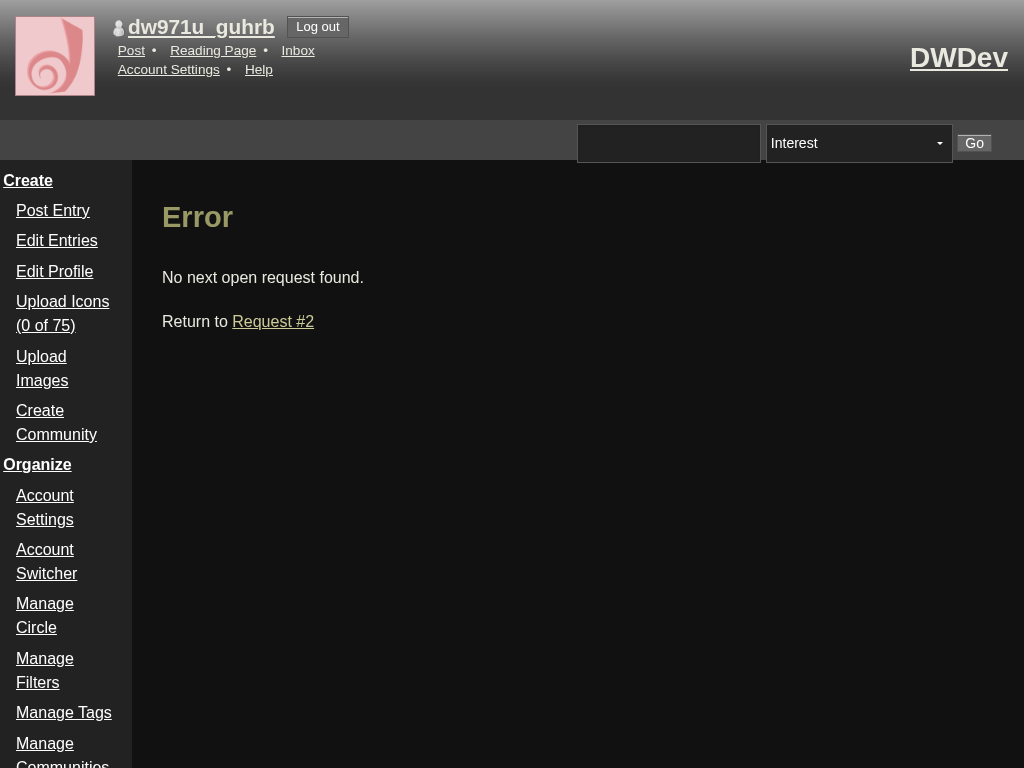 dw971u_guhrb Log out
Post • Reading Page • Inbox
Account Settings • Help
DWDev
Interest Go
Create
Post Entry
Edit Entries
Edit Profile
Upload Icons
(0 of 75)
Upload
Images
Create
Community
Organize
Account
Settings
Account
Switcher
Manage
Circle
Manage
Filters
Manage Tags
Manage
Communities
Error
No next open request found.
Return to Request #2